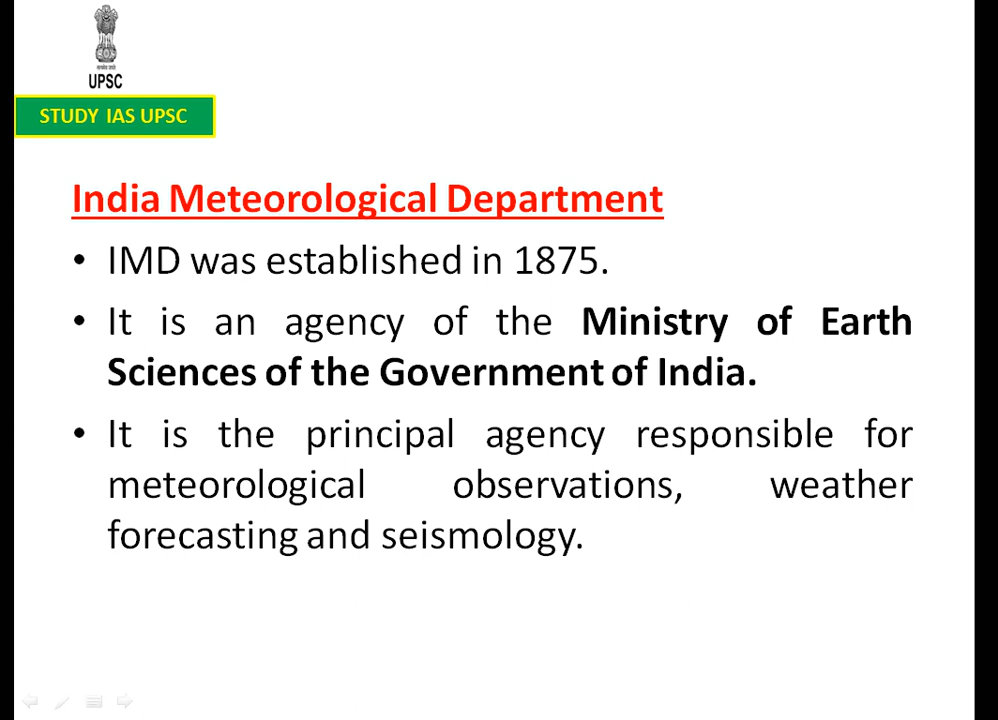 UPSC
STUDY IAS UPSC
India Meteorological Department
• IMD was established in 1875.
• It is an agency of the Ministry of Earth
Sciences of the Government of India.
• It is the principal agency responsible for
meteorological observations, weather
forecasting and seismology.